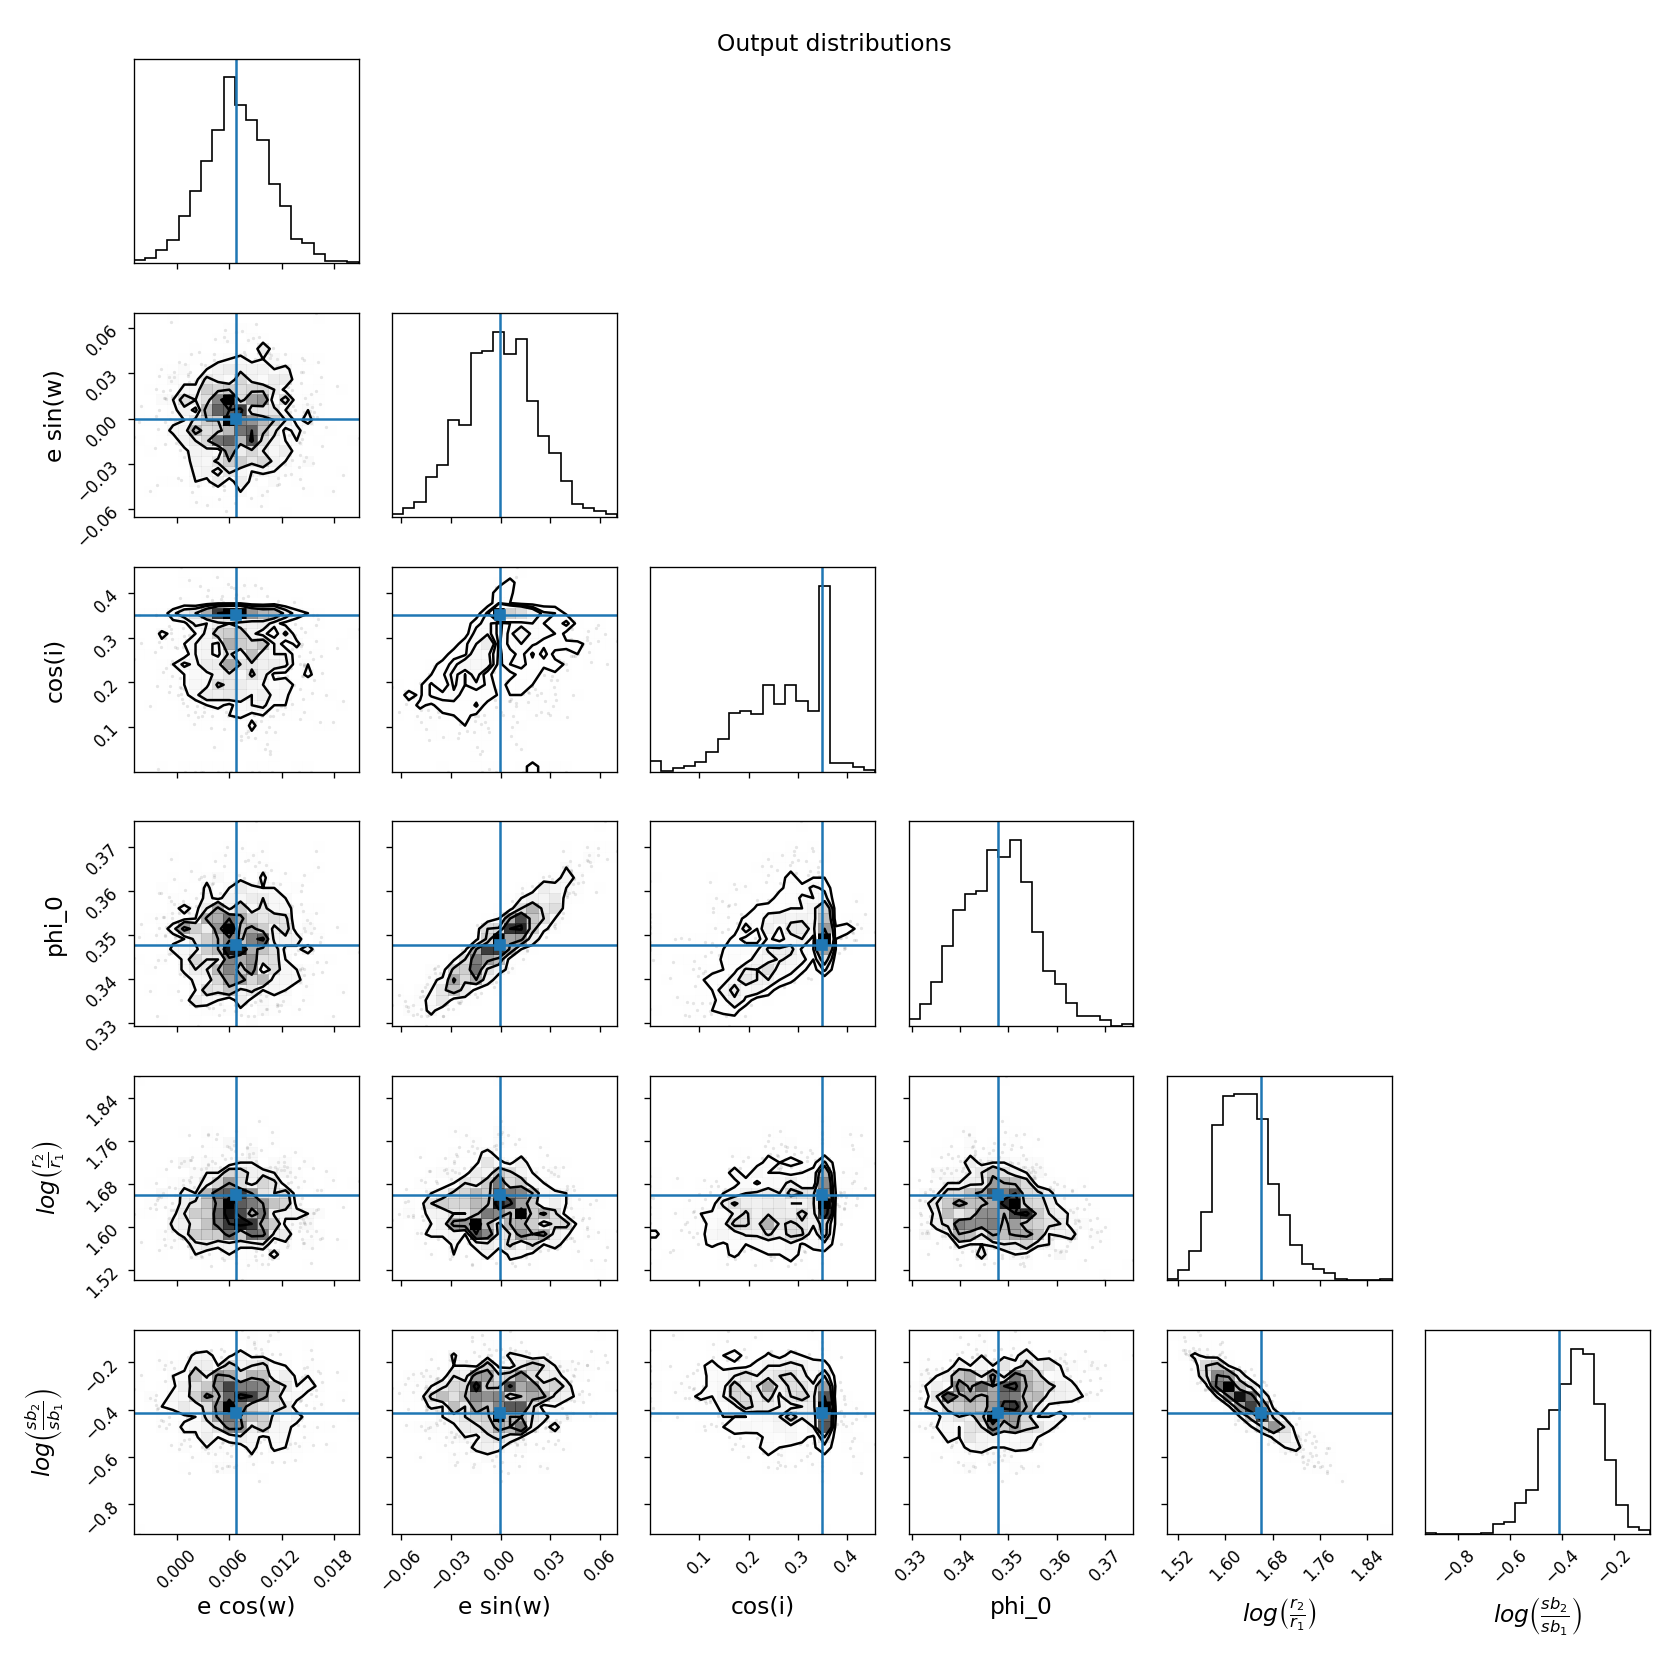 Output distributions
e sin(w)
0.06
0.03
0.00
−0.03
−0.06
cos(i)
0.4
0.3
0.2
0.1
phi_0
0.37
0.36
0.35
0.34
0.33
log(r₂/r₁)
1.84
1.76
1.68
1.60
1.52
log(sb₂/sb₁)
−0.2
−0.4
−0.6
−0.8
0.000 0.006 0.012 0.018
−0.06 −0.03 0.00 0.03 0.06
0.1 0.2 0.3 0.4
0.33 0.34 0.35 0.36 0.37
1.52 1.60 1.68 1.76 1.84
−0.8 −0.6 −0.4 −0.2
e cos(w)
e sin(w)
cos(i)
phi_0
log(r₂/r₁)
log(sb₂/sb₁)